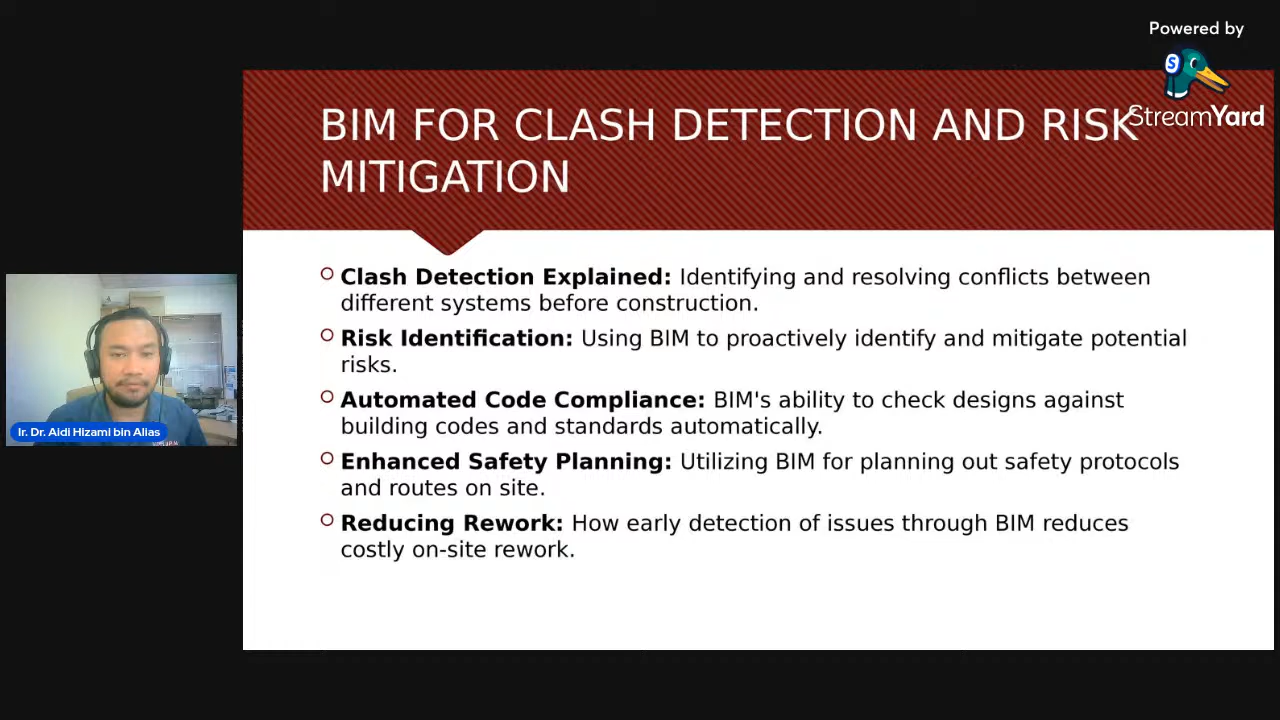 Powered by
S
StreamYard
BIM FOR CLASH DETECTION AND RISK
MITIGATION
Clash Detection Explained: Identifying and resolving conflicts between
different systems before construction.
Risk Identification: Using BIM to proactively identify and mitigate potential
risks.
Automated Code Compliance: BIM's ability to check designs against
building codes and standards automatically.
Enhanced Safety Planning: Utilizing BIM for planning out safety protocols
and routes on site.
Reducing Rework: How early detection of issues through BIM reduces
costly on-site rework.
Ir. Dr. Aidi Hizami bin Alias